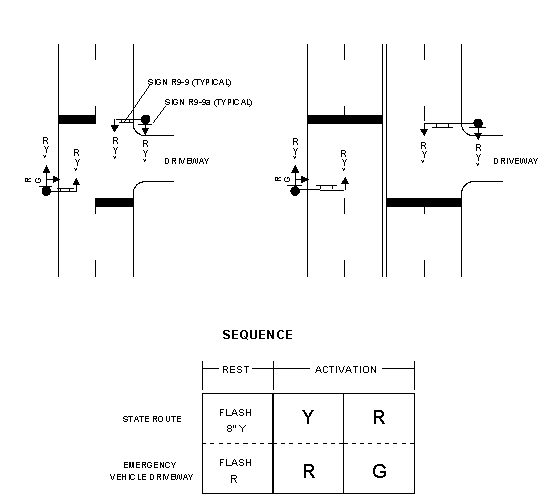 SIGN R9-9 (TYPICAL)
SIGN R9-9a (TYPICAL)
R
Y
Y
R
Y
Y
R
Y
Y
R
Y
Y
DRIVEWAY
R
G
R
Y
Y
R
Y
Y
R
Y
Y
R
Y
Y
DRIVEWAY
R
G
SEQUENCE
REST
ACTIVATION
STATE ROUTE
FLASH
8" Y
Y
R
EMERGENCY
VEHICLE DRIVEWAY
FLASH
R
R
G